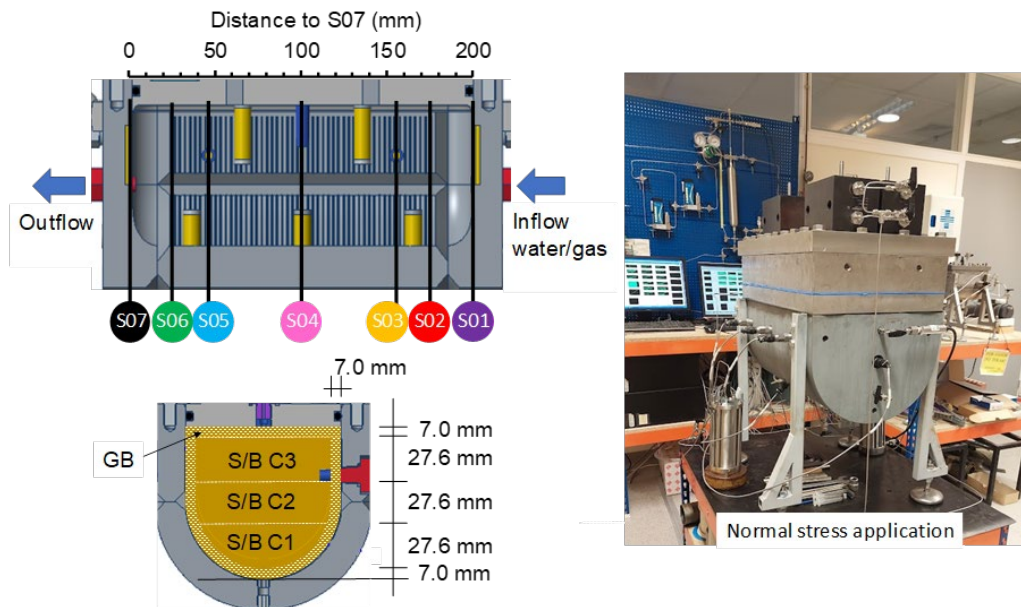 Distance to S07 (mm)
0 50 100 150 200
Outflow
Inflow
water/gas
S07 S06 S05 S04 S03 S02 S01
7.0 mm
GB
7.0 mm
S/B C3
27.6 mm
S/B C2
27.6 mm
S/B C1
27.6 mm
7.0 mm
Normal stress application